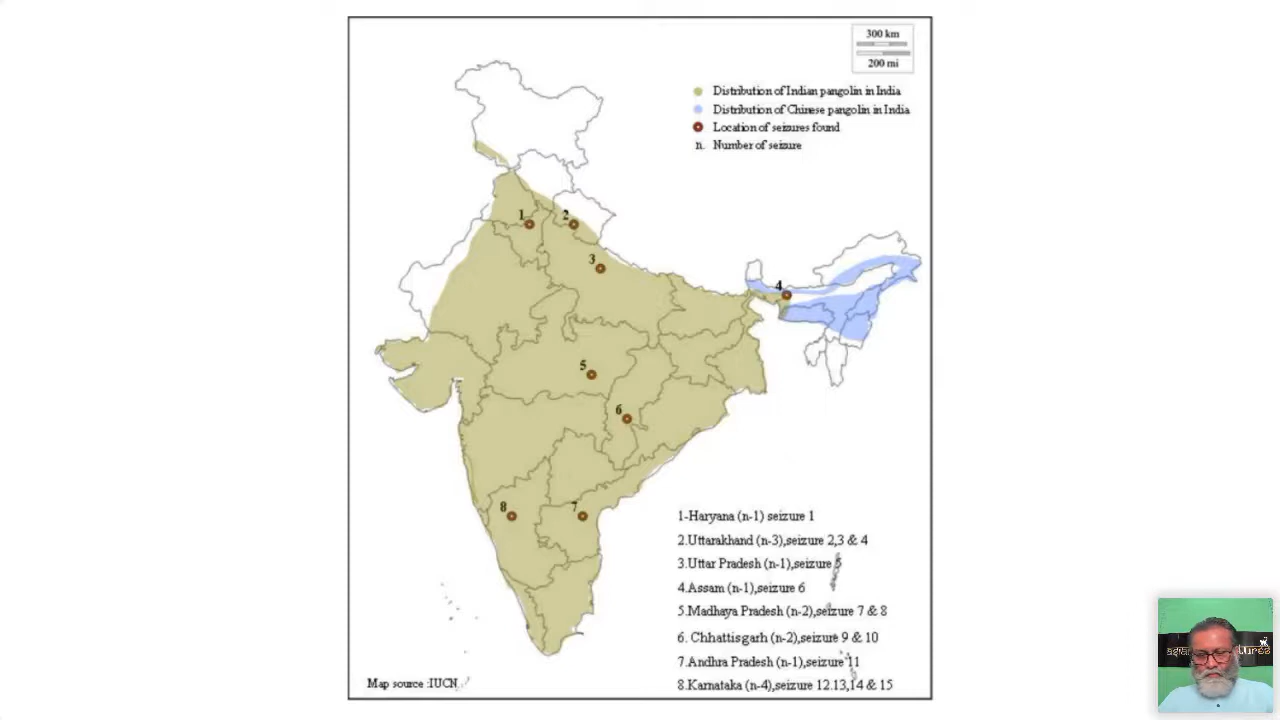 300 km
200 mi
Distribution of Indian pangolin in India
Distribution of Chinese pangolin in India
Location of seizures found
n. Number of seizure
1
2
3
4
5
6
8
7
1-Haryana (n-1) seizure 1
2.Uttarakhand (n-3),seizure 2,3 & 4
3.Uttar Pradesh (n-1),seizure 5
4.Assam (n-1),seizure 6
5.Madhaya Pradesh (n-2),seizure 7 & 8
6. Chhattisgarh (n-2),seizure 9 & 10
7.Andhra Pradesh (n-1),seizure 11
8.Karnataka (n-4),seizure 12.13,14 & 15
Map source :IUCN